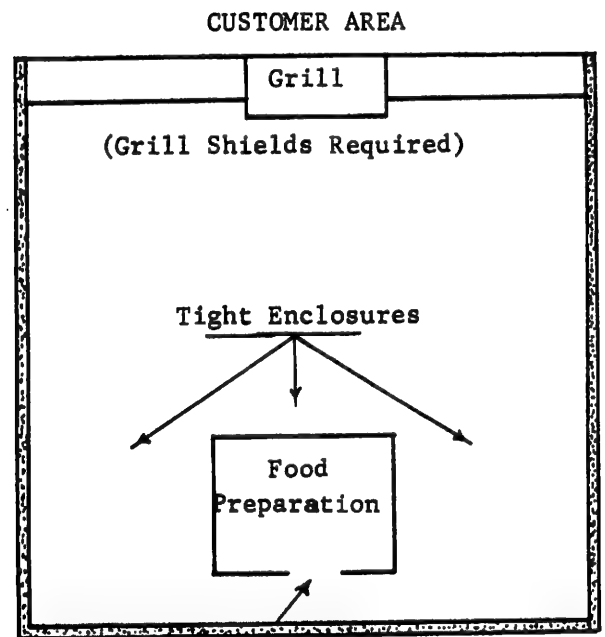 CUSTOMER AREA
Grill
(Grill Shields Required)
Tight Enclosures
Food
Preparation